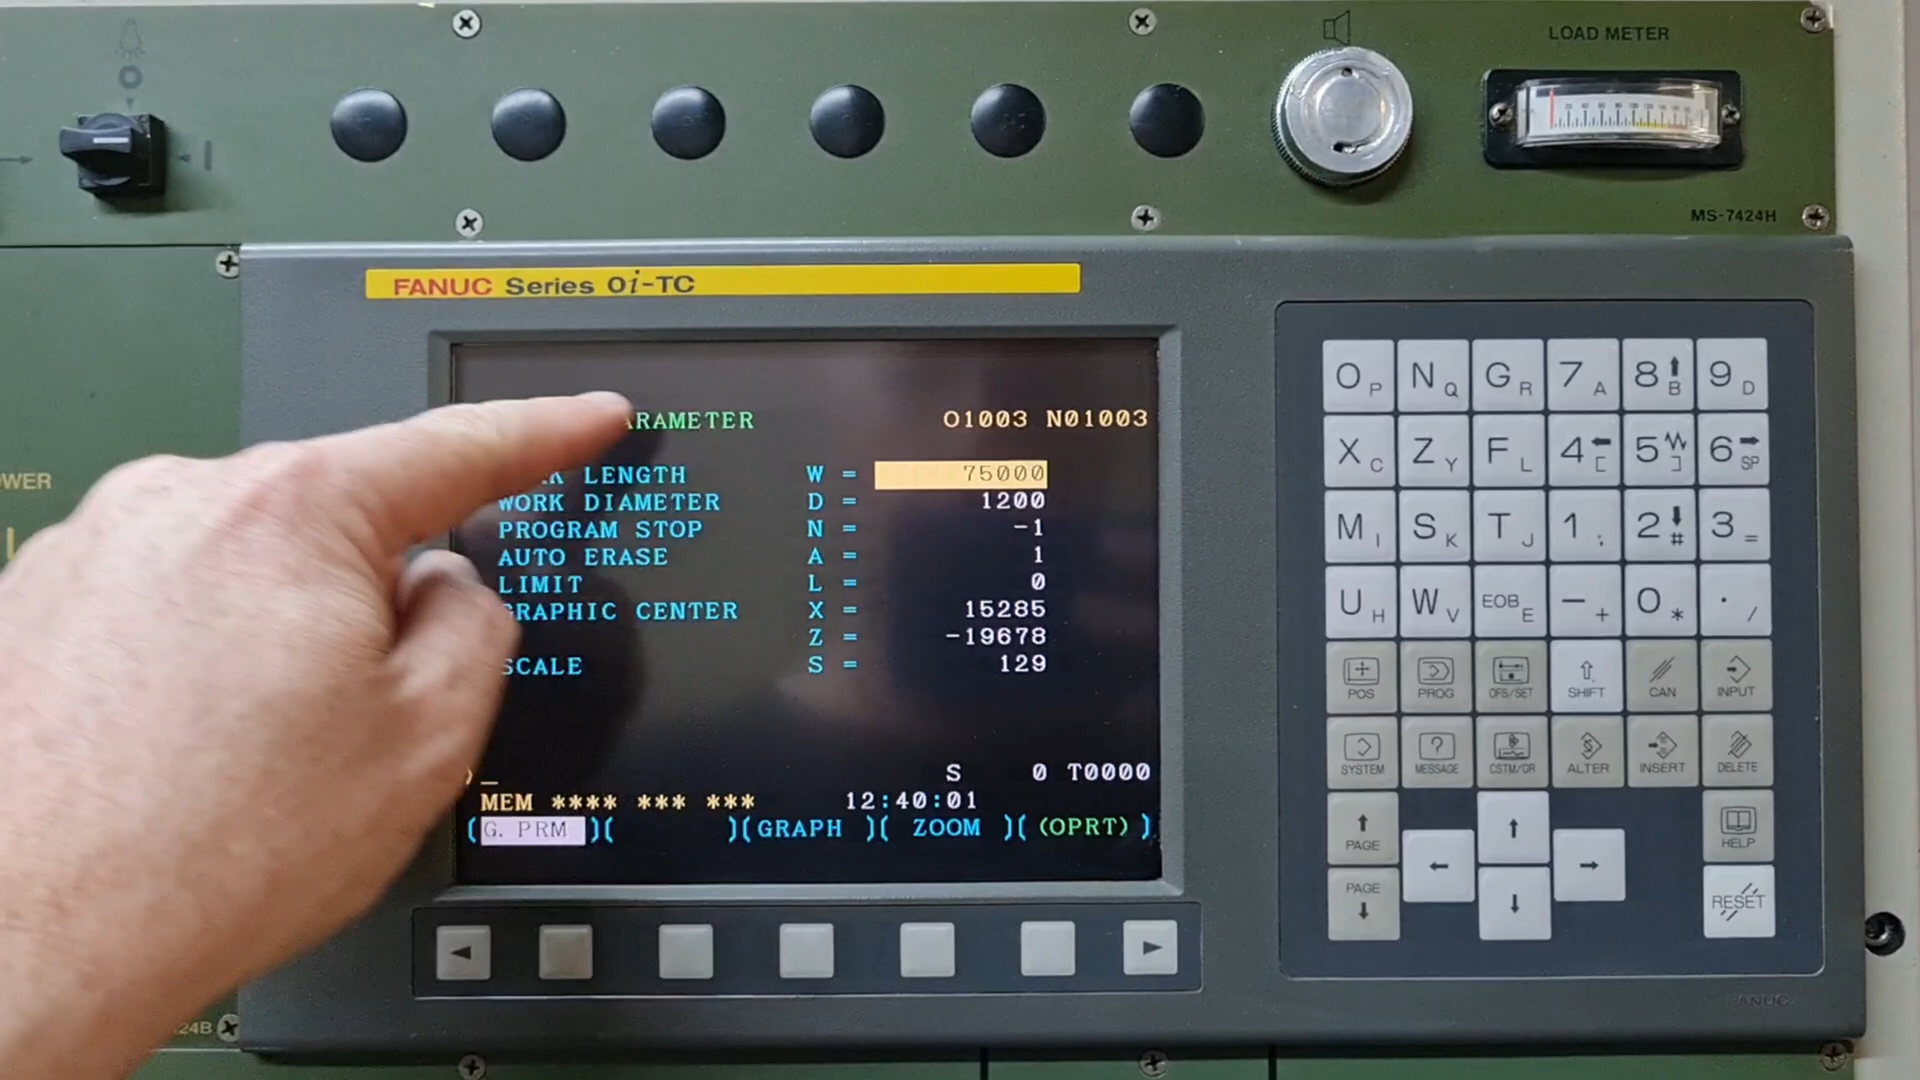 LOAD METER
MS-7424H
FANUC Series 0i-TC
O1003 N01003
LENGTH W = 75000
WORK DIAMETER D = 1200
PROGRAM STOP N = -1
AUTO ERASE A = 1
LIMIT L = 0
GRAPHIC CENTER X = 15285
Z = -19678
SCALE S = 129
S 0 T0000
MEM **** *** *** 12:40:01
(G. PRM )( )(GRAPH )( ZOOM )( (OPRT) )
O P N Q G R 7 A 8 B 9 D
X C Z Y F L 4 [ 5 ] 6 SP
M I S K T J 1 , 2 # 3 =
U H W V EOB E - + 0 * . /
POS PROG OFS/SET SHIFT CAN INPUT
SYSTEM MESSAGE CSTM/GR ALTER INSERT DELETE
PAGE HELP
PAGE RESET
FANUC